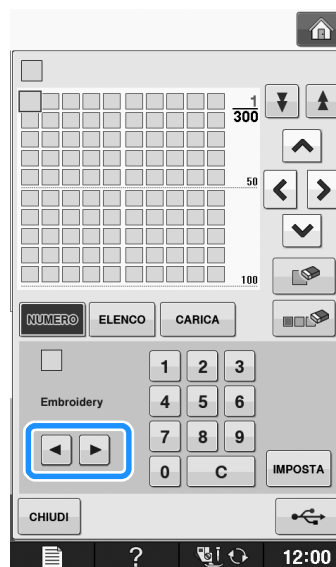 1
300
50
100
NUMERO ELENCO CARICA
1 2 3
Embroidery 4 5 6
7 8 9
0 C IMPOSTA
CHIUDI
? 12:00